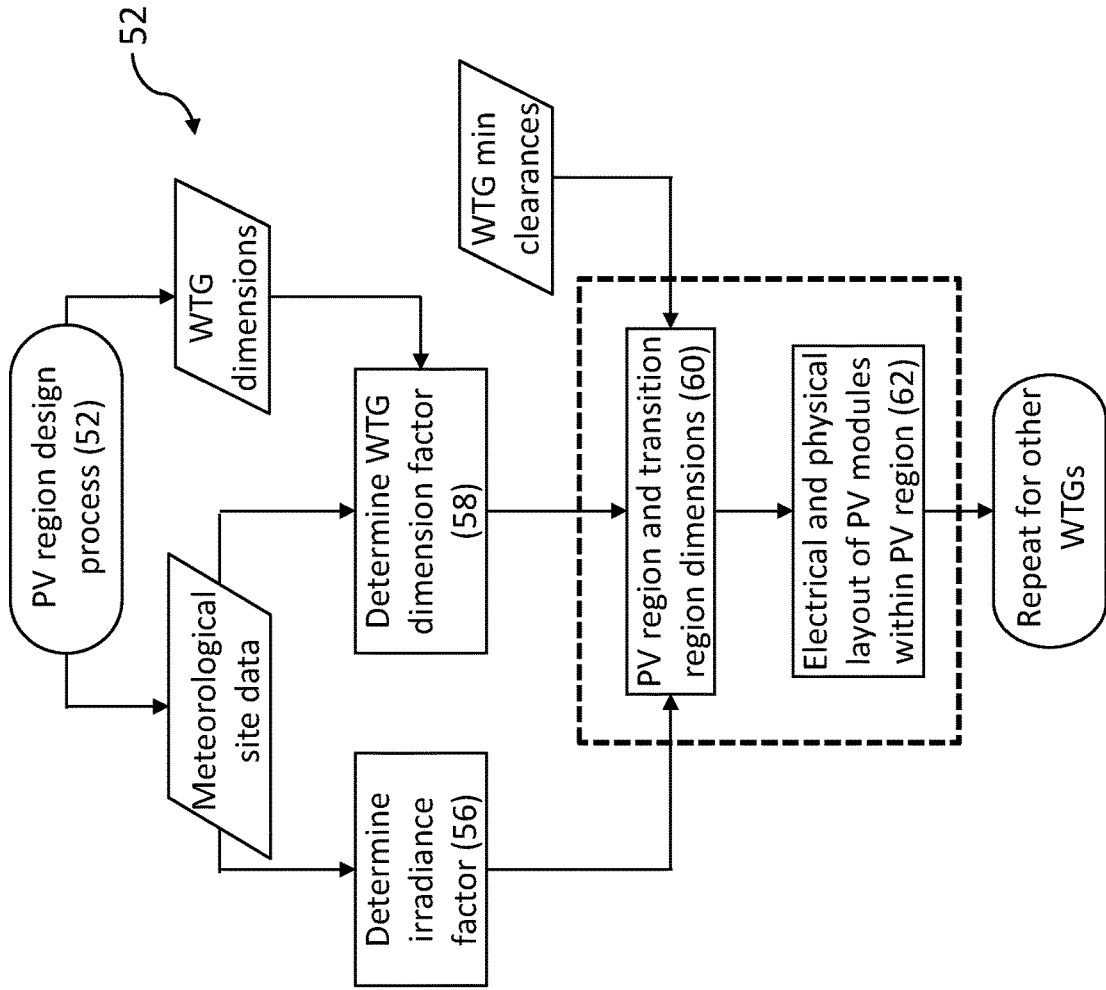 PV region design
process (52)
52
Meteorological
site data
WTG
dimensions
Determine
irradiance
factor (56)
Determine WTG
dimension factor
(58)
WTG min
clearances
PV region and transition
region dimensions (60)
Electrical and physical
layout of PV modules
within PV region (62)
Repeat for other
WTGs